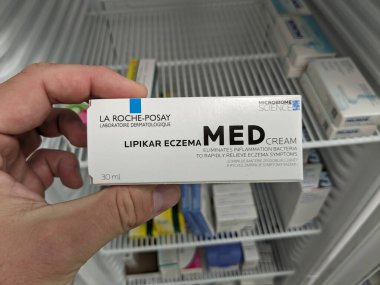 MICROBIOME
SCIENCE
LA ROCHE-POSAY
LABORATOIRE DERMATOLOGIQUE
LIPIKAR ECZEMA MED CREAM
ELIMINATES INFLAMMATION BACTERIA
TO RAPIDLY RELIEVE ECZEMA SYMPTOMS
30 ml